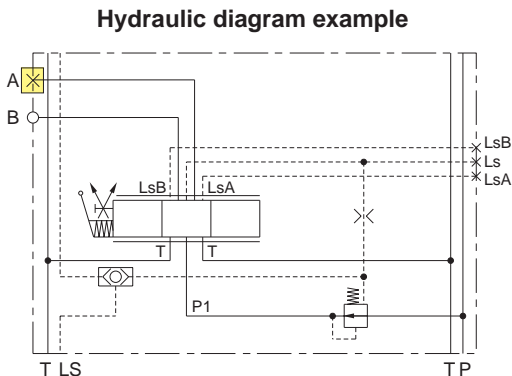 Hydraulic diagram example
A
B
LsB
Ls
LsA
LsB LsA
T T
P1
T LS T P